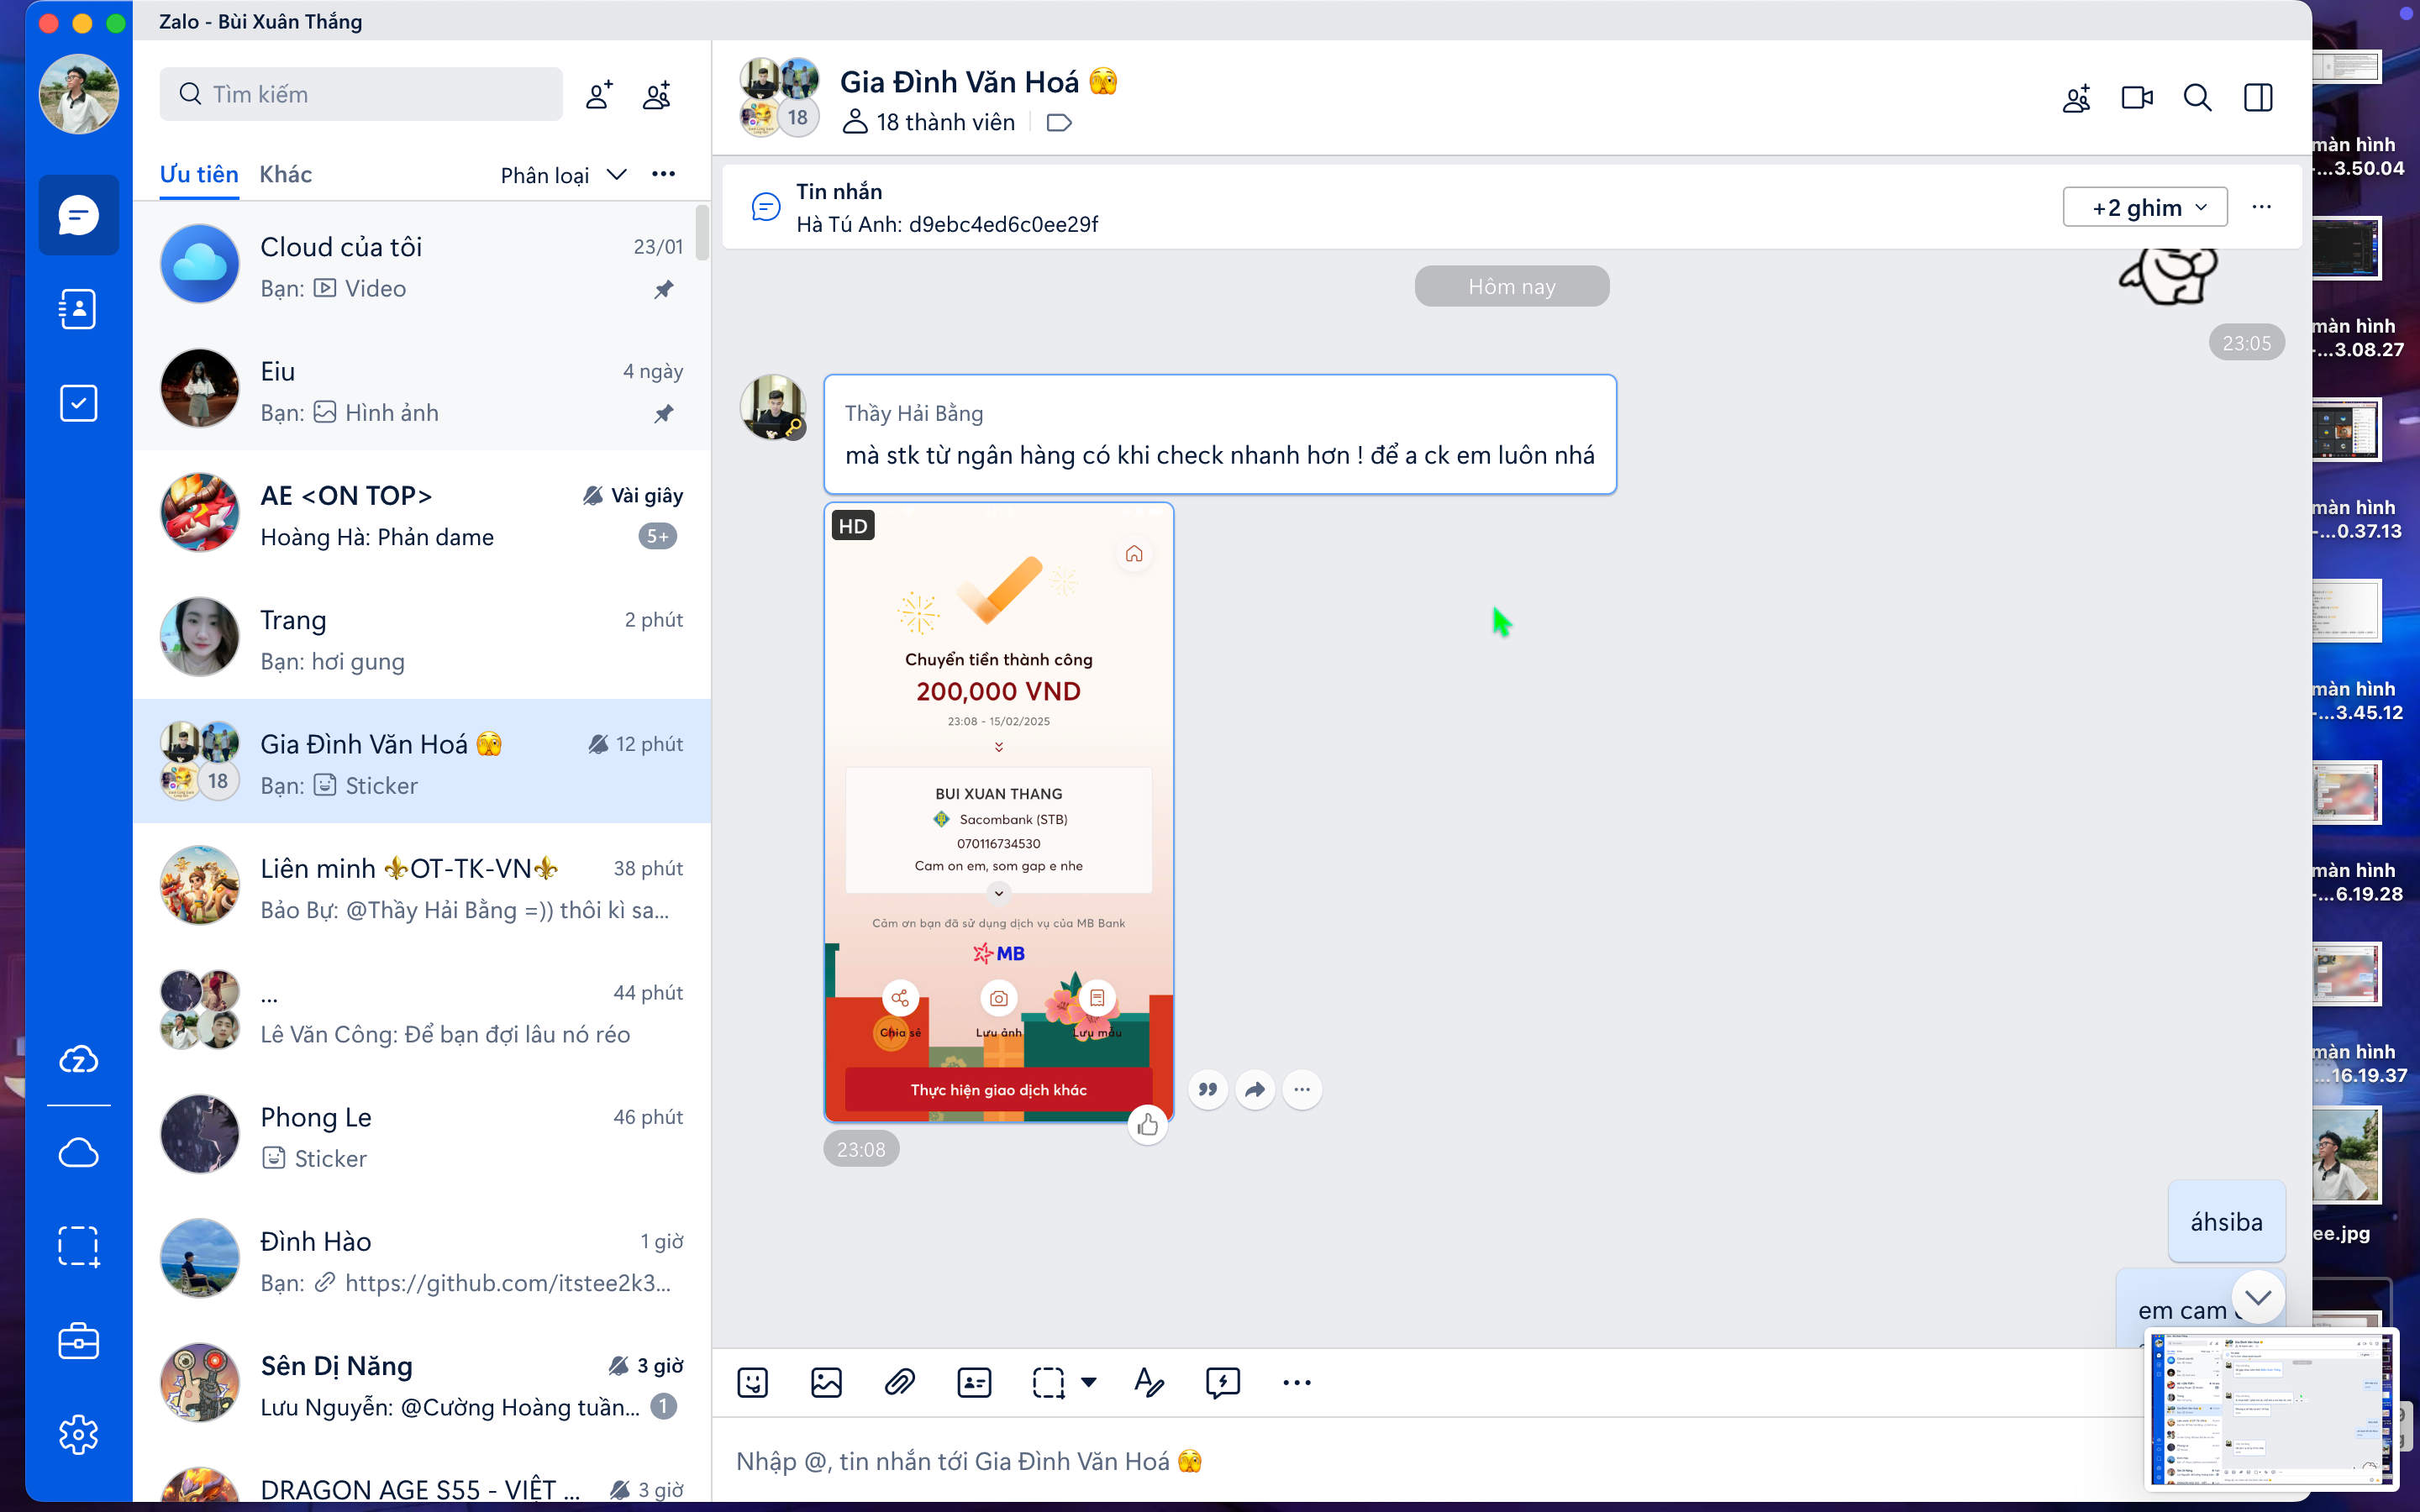 Zalo - Bùi Xuân Thắng
Tìm kiếm
Ưu tiên
Khác
Phân loại
Cloud của tôi
23/01
Bạn: Video
Eiu
4 ngày
Bạn: Hình ảnh
AE <ON TOP>
Vài giây
Hoàng Hà: Phản dame
5+
Trang
2 phút
Bạn: hơi gung
18
Gia Đình Văn Hoá 🫣
12 phút
Bạn: Sticker
Liên minh ⚜️OT-TK-VN⚜️
38 phút
Bảo Bự: @Thầy Hải Bằng =)) thôi kì sa...
...
44 phút
Lê Văn Công: Để bạn đợi lâu nó réo
Phong Le
46 phút
Sticker
Đình Hào
1 giờ
Bạn: https://github.com/itstee2k3...
Sên Dị Năng
3 giờ
Lưu Nguyễn: @Cường Hoàng tuần...
1
DRAGON AGE S55 - VIỆT ...
3 giờ
18
Gia Đình Văn Hoá 🫣
18 thành viên
Tin nhắn
Hà Tú Anh: d9ebc4ed6c0ee29f
+2 ghim
Hôm nay
23:05
Thầy Hải Bằng
mà stk từ ngân hàng có khi check nhanh hơn ! để a ck em luôn nhá
HD
Chuyển tiền thành công
200,000 VND
23:08 - 15/02/2025
BUI XUAN THANG
Sacombank (STB)
070116734530
Cam on em, som gap e nhe
Cảm ơn bạn đã sử dụng dịch vụ của MB Bank
MB
Chia sẻ
Lưu ảnh
Lưu mẫu
Thực hiện giao dịch khác
23:08
áhsiba
em cam
Nhập @, tin nhắn tới Gia Đình Văn Hoá 🫣
màn hình
-...3.50.04
màn hình
-...3.08.27
màn hình
-...0.37.13
màn hình
-...3.45.12
màn hình
-...6.19.28
màn hình
...16.19.37
ee.jpg